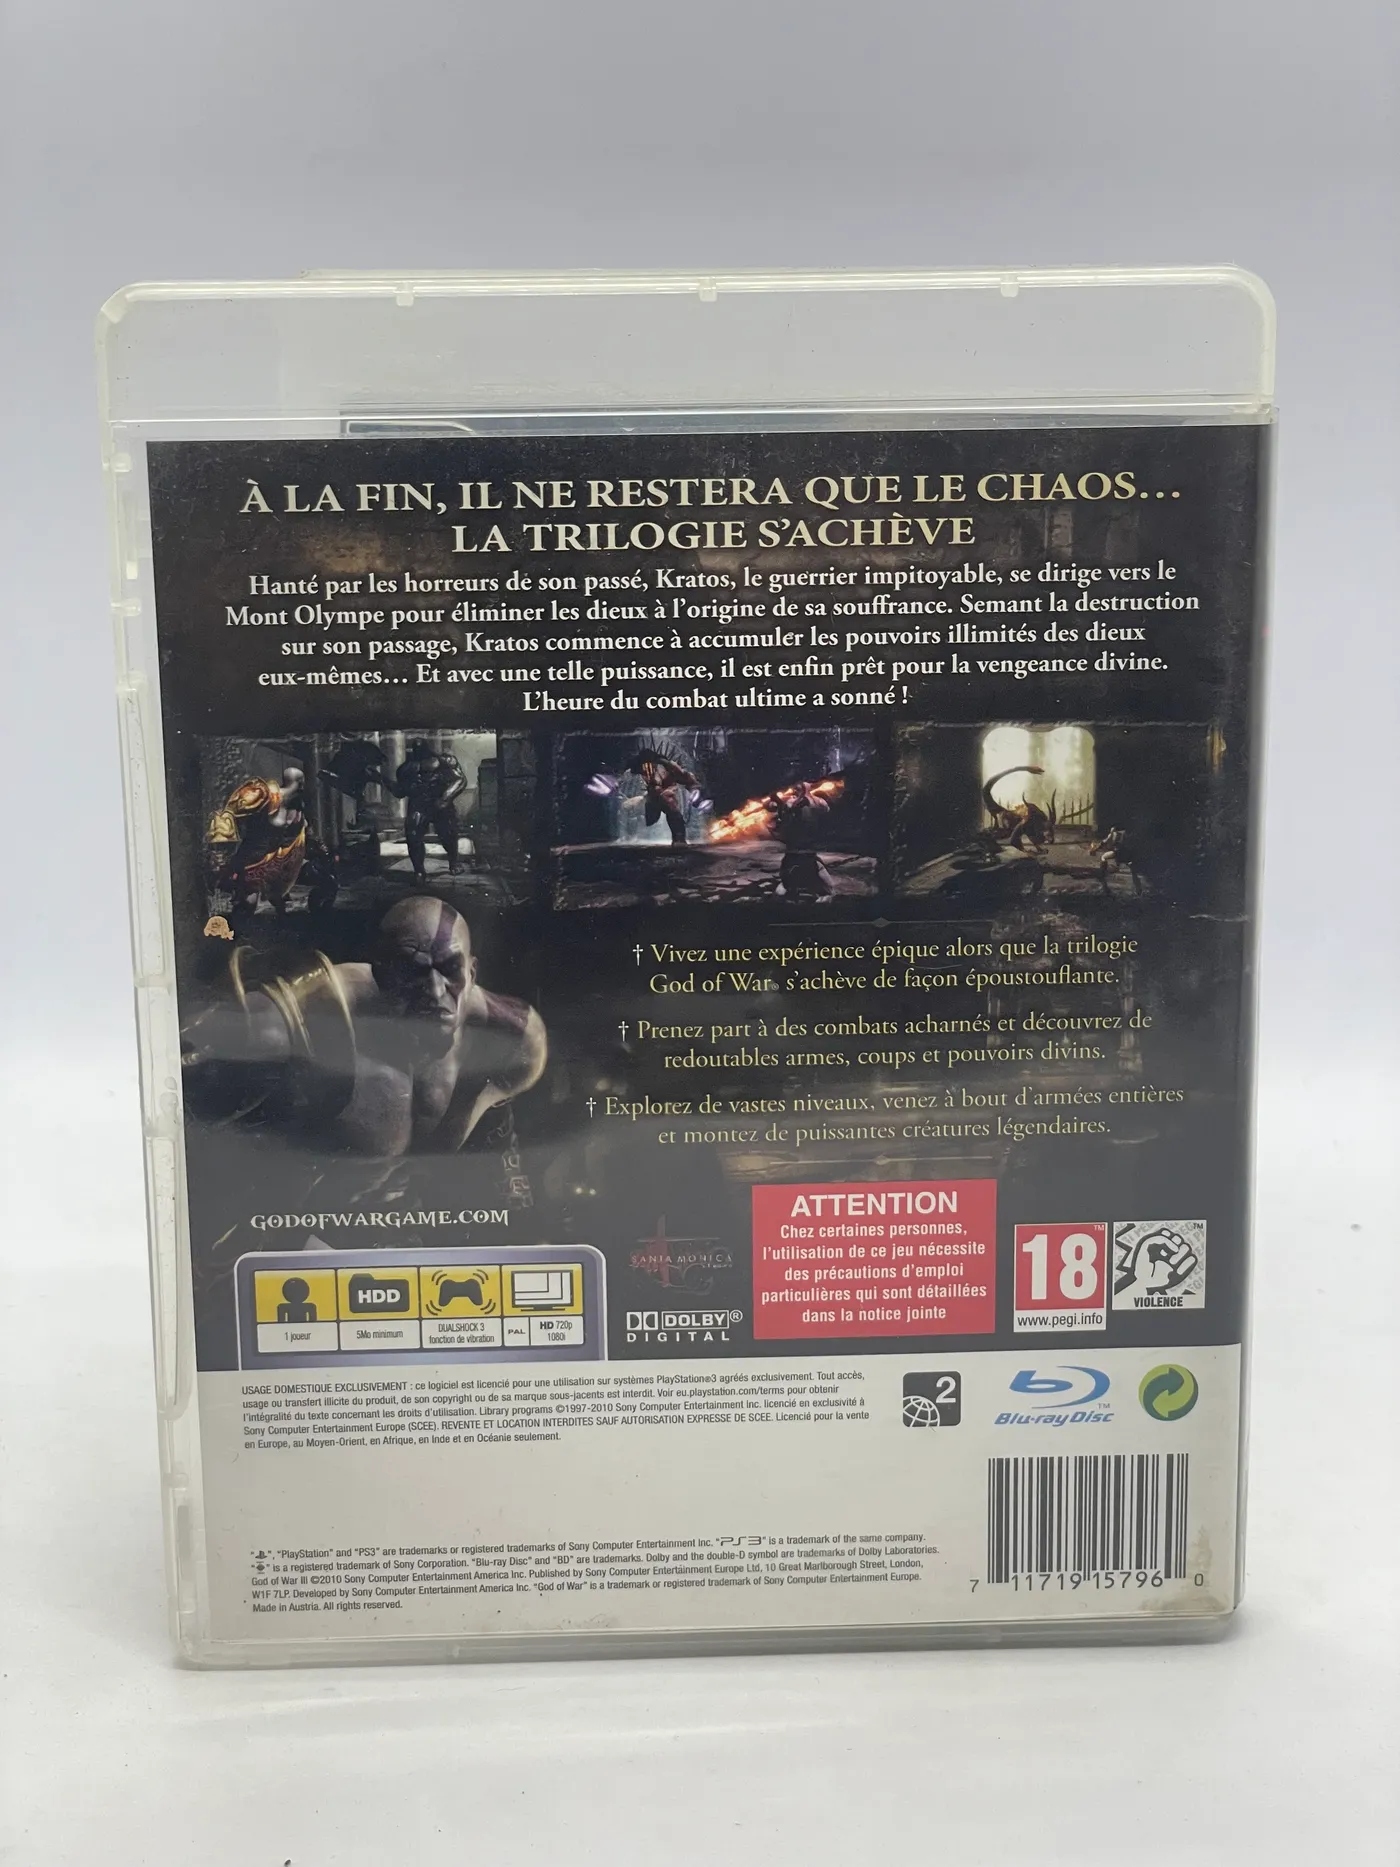 À LA FIN, IL NE RESTERA QUE LE CHAOS...
LA TRILOGIE S'ACHÈVE
Hanté par les horreurs de son passé, Kratos, le guerrier impitoyable, se dirige vers le
Mont Olympe pour éliminer les dieux à l'origine de sa souffrance. Semant la destruction
sur son passage, Kratos commence à accumuler les pouvoirs illimités des dieux
eux-mêmes... Et avec une telle puissance, il est enfin prêt pour la vengeance divine.
L'heure du combat ultime a sonné !
† Vivez une expérience épique alors que la trilogie
God of War® s'achève de façon époustouflante.
† Prenez part à des combats acharnés et découvrez de
redoutables armes, coups et pouvoirs divins.
† Explorez de vastes niveaux, venez à bout d'armées entières
et montez de puissantes créatures légendaires.
GODOFWARGAME.COM
HDD
1 joueur
5Mo minimum
DUALSHOCK 3
fonction de vibration
PAL
HD 720p
1080i
SANTA MONICA
DOLBY®
DIGITAL
ATTENTION
Chez certaines personnes,
l'utilisation de ce jeu nécessite
des précautions d'emploi
particulières qui sont détaillées
dans la notice jointe
18™
www.pegi.info
VIOLENCE
USAGE DOMESTIQUE EXCLUSIVEMENT : ce logiciel est licencié pour une utilisation sur systèmes PlayStation®3 agréés exclusivement. Tout accès,
usage ou transfert illicite du produit, de son copyright ou de sa marque sous-jacents est interdit. Voir eu.playstation.com/terms pour obtenir
l'intégralité du texte concernant les droits d'utilisation. Library programs ©1997-2010 Sony Computer Entertainment Inc. licencié en exclusivité à
Sony Computer Entertainment Europe (SCEE). REVENTE ET LOCATION INTERDITES SAUF AUTORISATION EXPRESSE DE SCEE. Licencié pour la vente
en Europe, au Moyen-Orient, en Afrique, en Inde et en Océanie seulement.
2
Blu-ray Disc™
"", "PlayStation" and "PS3" are trademarks or registered trademarks of Sony Computer Entertainment Inc. "PS3" is a trademark of the same company.
"" is a registered trademark of Sony Corporation. "Blu-ray Disc" and "BD" are trademarks. Dolby and the double-D symbol are trademarks of Dolby Laboratories.
God of War III ©2010 Sony Computer Entertainment America Inc. Published by Sony Computer Entertainment Europe Ltd, 10 Great Marlborough Street, London,
W1F 7LP. Developed by Sony Computer Entertainment America Inc. "God of War" is a trademark or registered trademark of Sony Computer Entertainment Europe.
Made in Austria. All rights reserved.
7 11719 15796 0